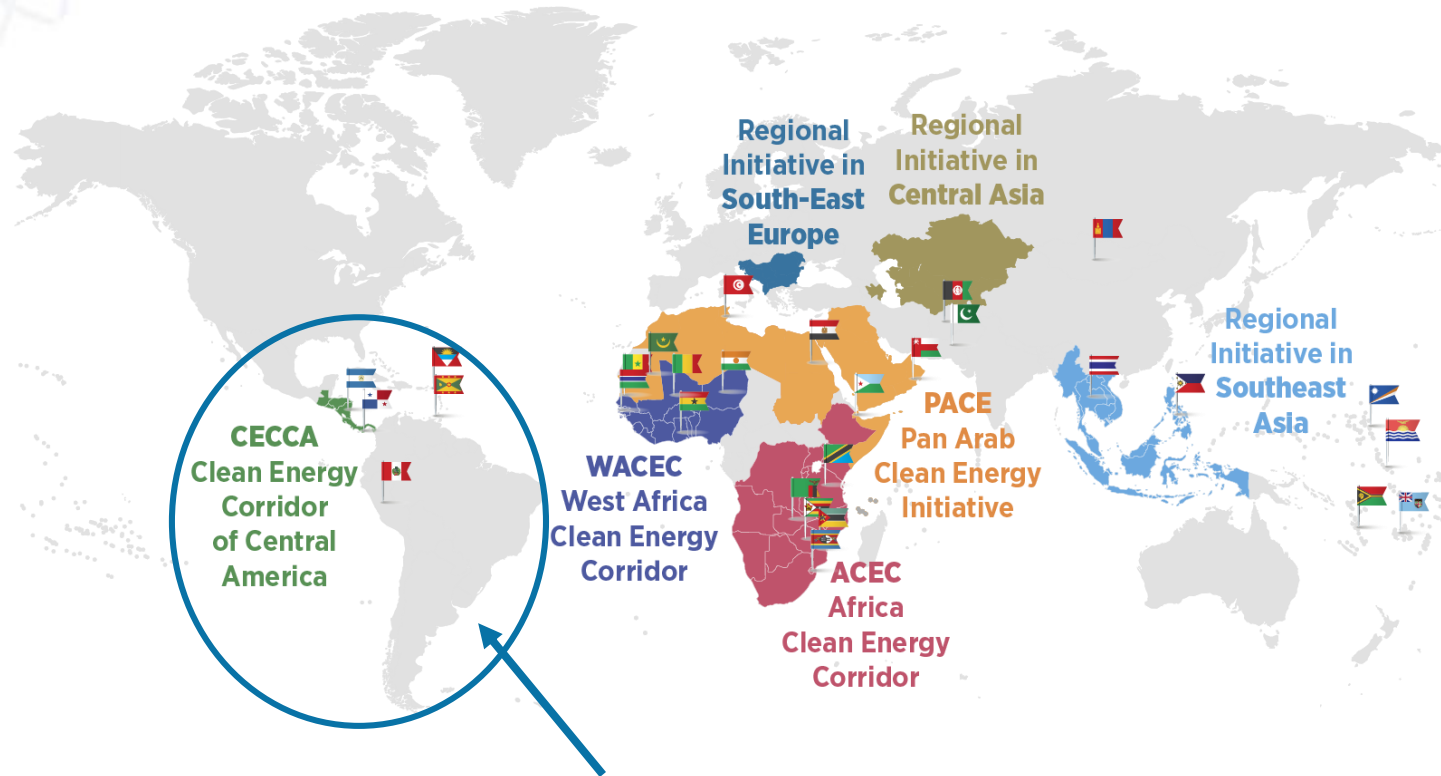 Regional
Initiative in
South-East
Europe
Regional
Initiative in
Central Asia
Regional
Initiative in
Southeast
Asia
CECCA
Clean Energy
Corridor
of Central
America
WACEC
West Africa
Clean Energy
Corridor
PACE
Pan Arab
Clean Energy
Initiative
ACEC
Africa
Clean Energy
Corridor